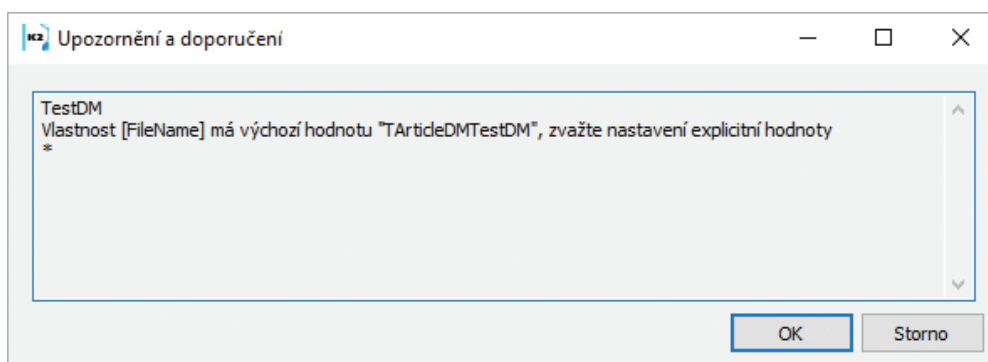 K2 Upozornění a doporučení
TestDM
Vlastnost [FileName] má výchozí hodnotu "TArticleDMTestDM", zvažte nastavení explicitní hodnoty
*
OK Storno